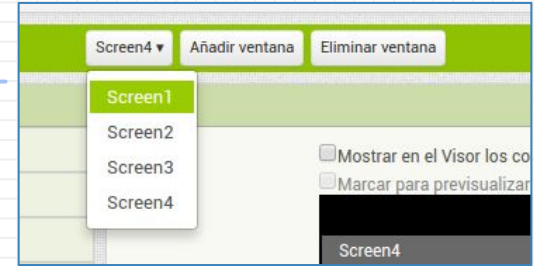 Screen4 ▾ Añadir ventana Eliminar ventana
Screen1
Screen2
Screen3
Screen4
Mostrar en el Visor los co
Marcar para previsualizar
Screen4